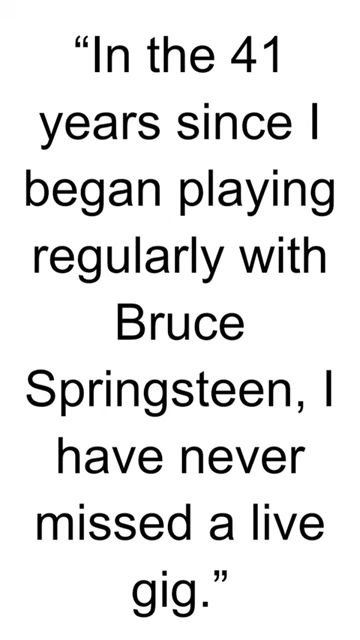 “In the 41
years since I
began playing
regularly with
Bruce
Springsteen, I
have never
missed a live
gig.”